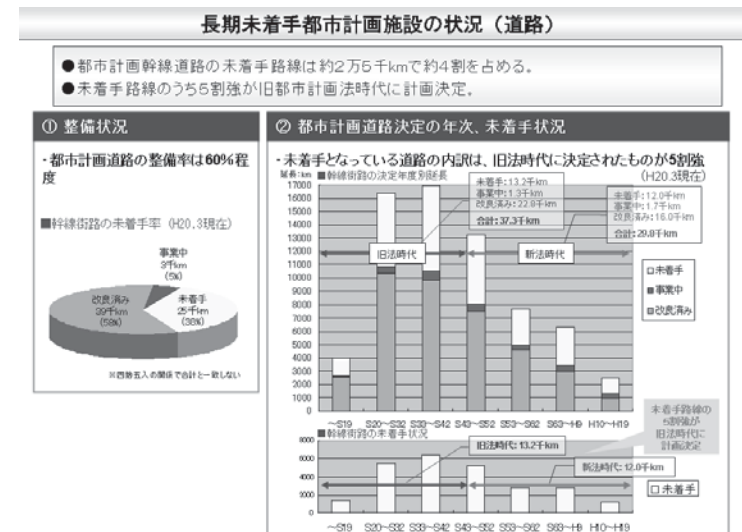 長期未着手都市計画施設の状況（道路）
●都市計画幹線道路の未着手路線は約2万5千kmで約4割を占める。
●未着手路線のうち5割強が旧都市計画法時代に計画決定。
① 整備状況
・都市計画道路の整備率は60%程
度
■幹線街路の未着手率（H20.3現在）
事業中
3千km
(5%)
改良済み
39千km
(58%)
未着手
25千km
(38%)
※四捨五入の関係で合計と一致しない
② 都市計画道路決定の年次、未着手状況
・未着手となっている道路の内訳は、旧法時代に決定されたものが5割強
(H20.3現在)
延長:km ■幹線街路の決定年度別延長
17000
16000
15000
14000
13000
12000
11000
10000
9000
8000
7000
6000
5000
4000
3000
2000
1000
0
未着手:13.2千km
事業中:1.3千km
改良済み:22.8千km
合計:37.3千km
未着手:12.0千km
事業中:1.7千km
改良済み:16.0千km
合計:29.8千km
旧法時代
新法時代
□未着手
■事業中
■改良済み
～S19 S20～S32 S33～S42 S43～S52 S53～S62 S63～H9 H10～H19
■幹線街路の未着手状況
8000
6000
4000
2000
0
旧法時代:13.2千km
新法時代:12.0千km
未着手路線の
5割強が
旧法時代に
計画決定
□未着手
～S19 S20～S32 S33～S42 S43～S52 S53～S62 S63～H9 H10～H19